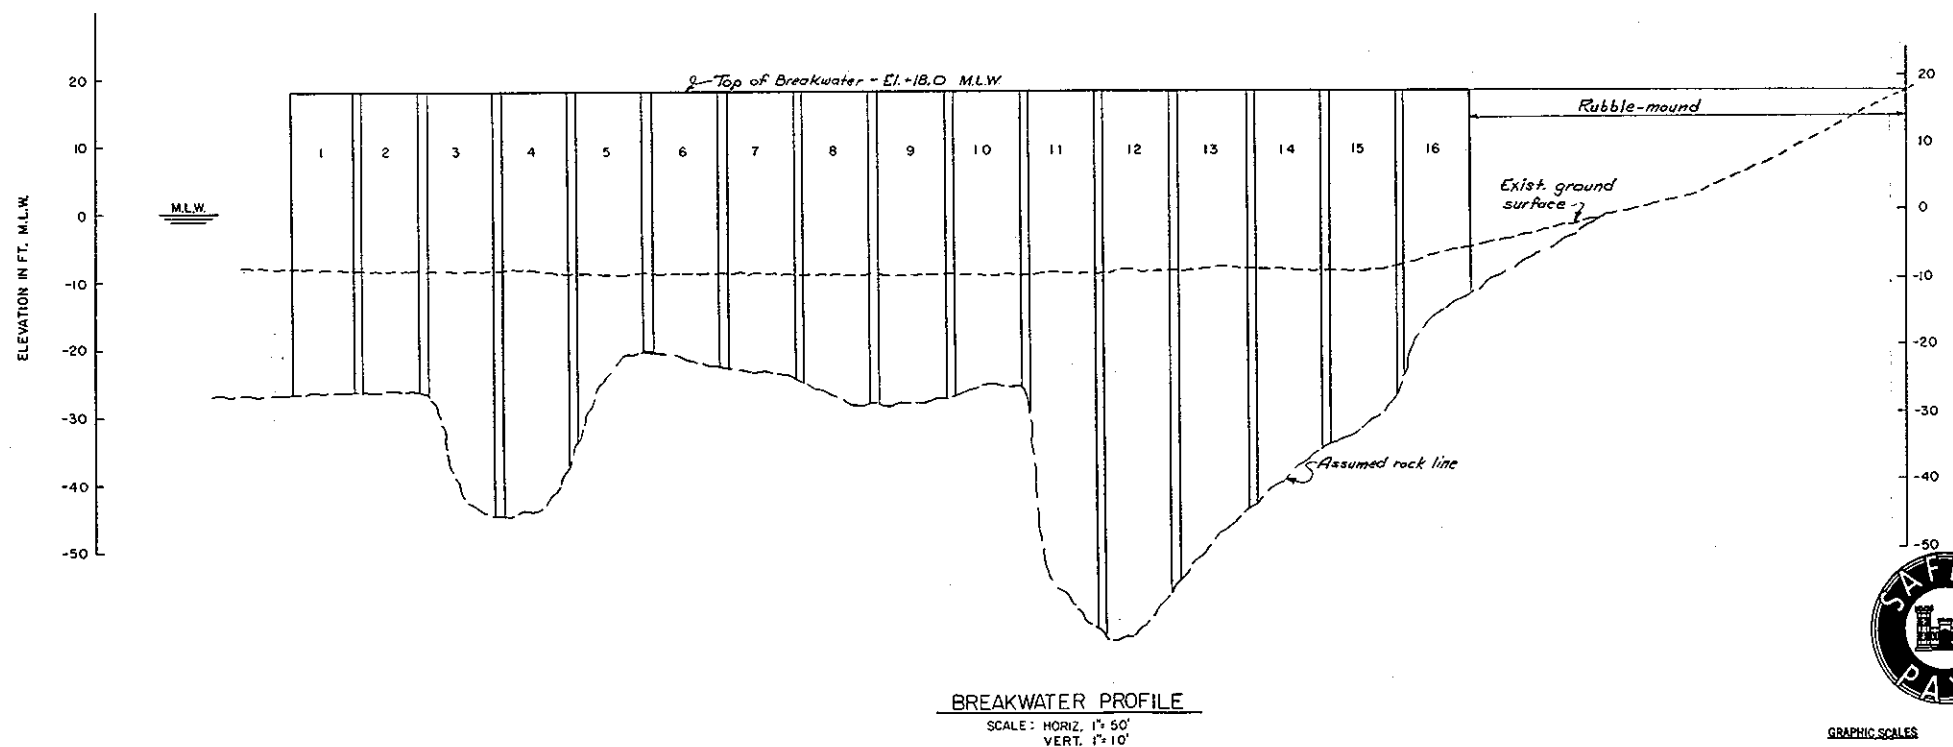 Top of Breakwater - El. +18.0 M.L.W.
20
20
Rubble-mound
1 2 3 4 5 6 7 8 9 10 11 12 13 14 15 16
10
10
Exist. ground
surface
M.L.W.
0
0
ELEVATION IN FT. M.L.W.
-10
-10
-20
-20
-30
-30
Assumed rock line
-40
-40
-50
-50
PAY
BREAKWATER PROFILE
SCALE: HORIZ. 1"= 50'
VERT. 1"= 10'
GRAPHIC SCALES